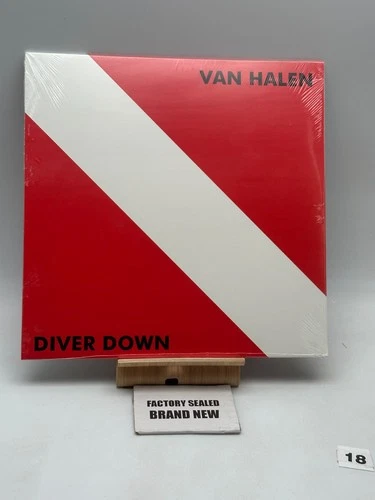 VAN HALEN
DIVER DOWN
FACTORY SEALED
BRAND NEW
18